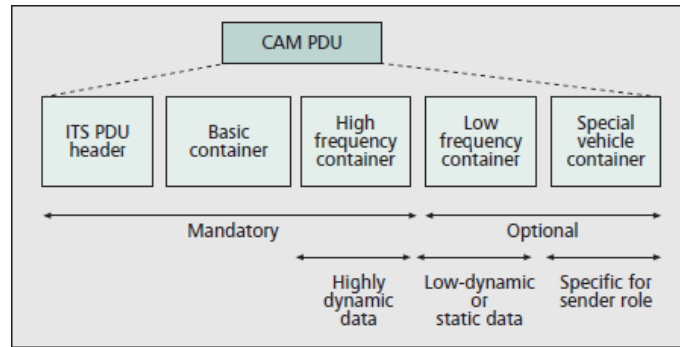 CAM PDU
ITS PDU
header
Basic
container
High
frequency
container
Low
frequency
container
Special
vehicle
container
Mandatory
Optional
Highly
dynamic
data
Low-dynamic
or
static data
Specific for
sender role